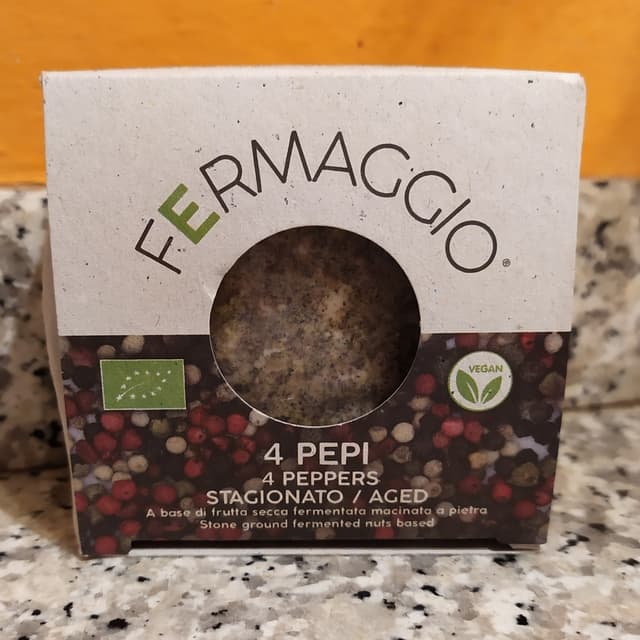 FERMAGGIO®
VEGAN
4 PEPI
4 PEPPERS
STAGIONATO / AGED
A base di frutta secca fermentata macinata a pietra
Stone ground fermented nuts based